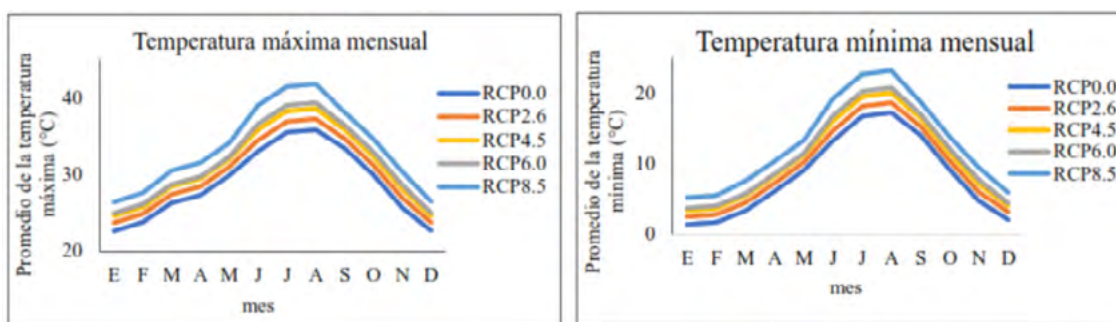 Temperatura máxima mensual
Promedio de la temperatura
máxima (°C)
40
30
20
E F M A M J J A S O N D
mes
RCP0.0
RCP2.6
RCP4.5
RCP6.0
RCP8.5
Temperatura mínima mensual
Promedio de la temperatura
mínima (°C)
20
10
0
E F M A M J J A S O N D
mes
RCP0.0
RCP2.6
RCP4.5
RCP6.0
RCP8.5